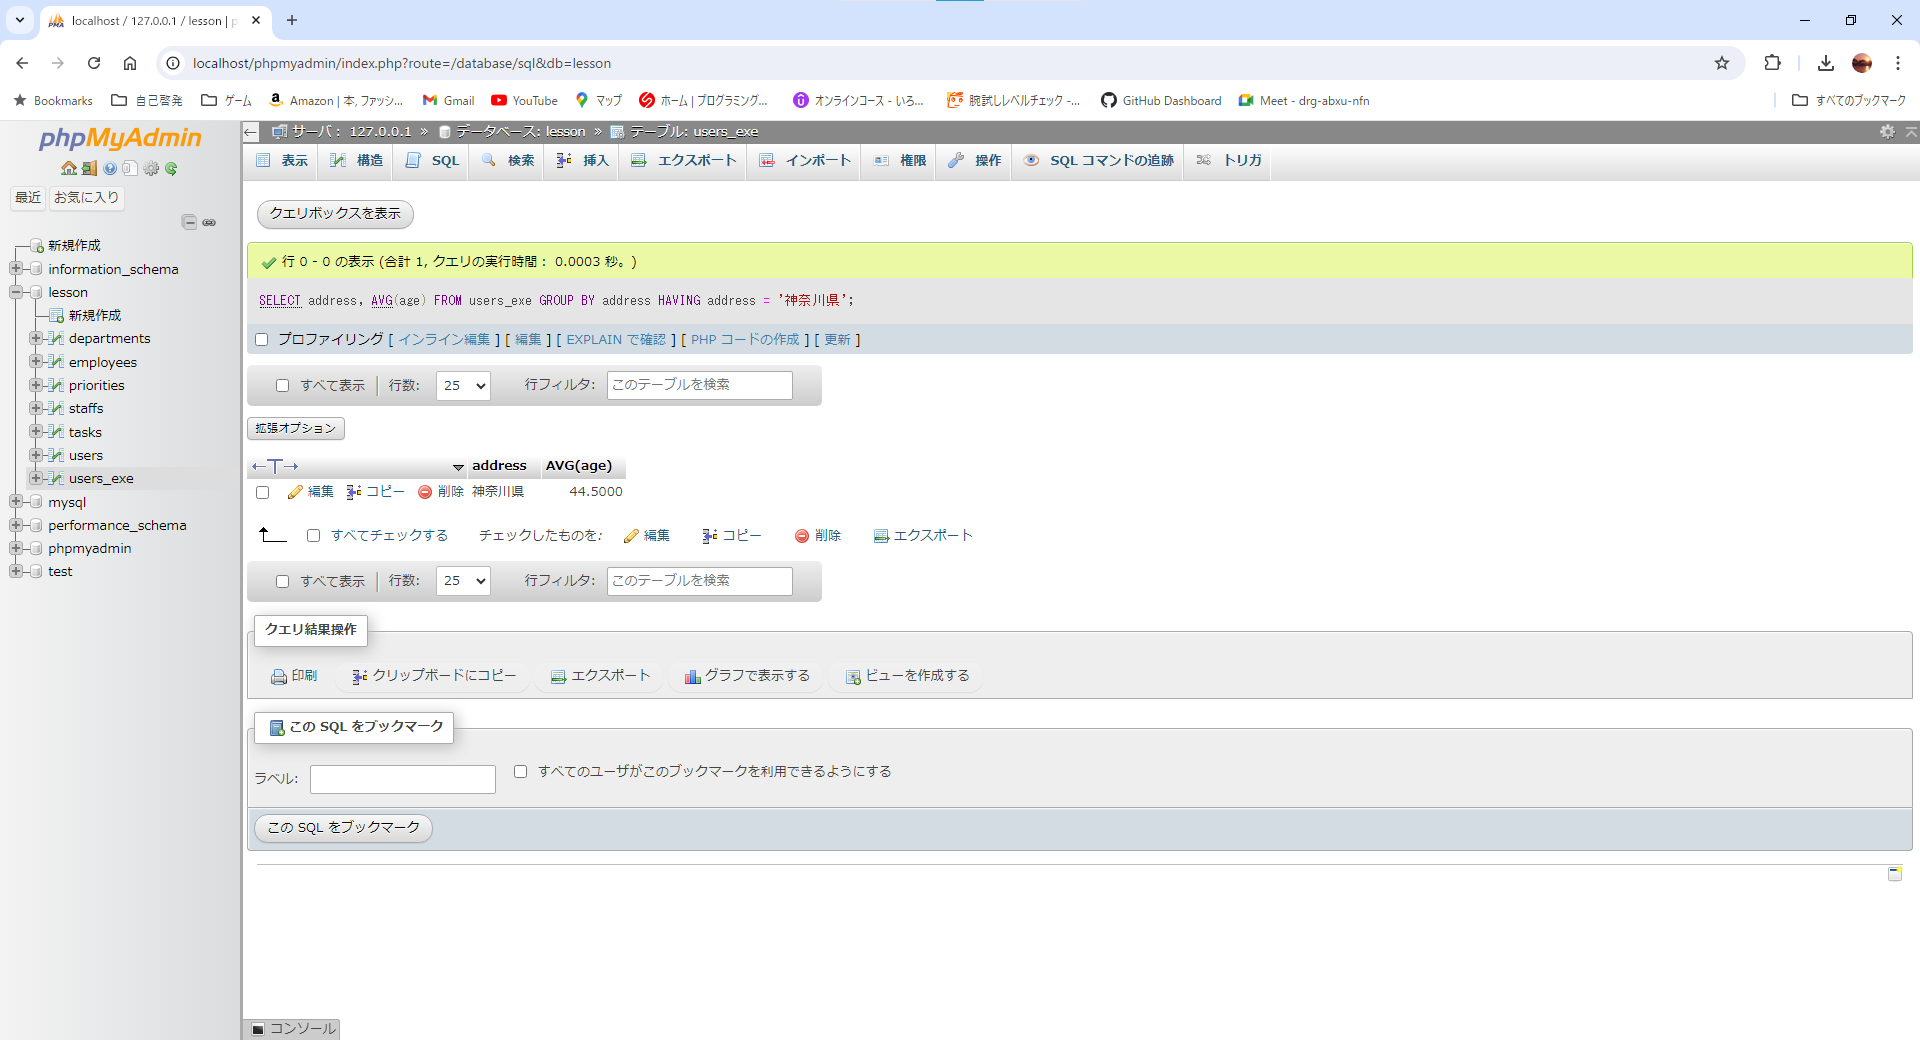 localhost / 127.0.0.1 / lesson | p
localhost/phpmyadmin/index.php?route=/database/sql&db=lesson
Bookmarks 自己啓発 ゲーム Amazon | 本, ファッシ... Gmail YouTube マップ ホーム | プログラミング... オンラインコース - いろ... 腕試しレベルチェック -... GitHub Dashboard Meet - drg-abxu-nfn すべてのブックマーク
phpMyAdmin
最近 お気に入り
新規作成
information_schema
lesson
新規作成
departments
employees
priorities
staffs
tasks
users
users_exe
mysql
performance_schema
phpmyadmin
test
サーバ： 127.0.0.1 » データベース: lesson » テーブル: users_exe
表示 構造 SQL 検索 挿入 エクスポート インポート 権限 操作 SQL コマンドの追跡 トリガ
クエリボックスを表示
行 0 - 0 の表示 (合計 1, クエリの実行時間： 0.0003 秒。)
SELECT address, AVG(age) FROM users_exe GROUP BY address HAVING address = '神奈川県';
プロファイリング [ インライン編集 ] [ 編集 ] [ EXPLAIN で確認 ] [ PHP コードの作成 ] [ 更新 ]
すべて表示 行数: 25 行フィルタ: このテーブルを検索
拡張オプション
←T→ address AVG(age)
編集 コピー 削除 神奈川県 44.5000
すべてチェックする チェックしたものを: 編集 コピー 削除 エクスポート
すべて表示 行数: 25 行フィルタ: このテーブルを検索
クエリ結果操作
印刷 クリップボードにコピー エクスポート グラフで表示する ビューを作成する
この SQL をブックマーク
ラベル: すべてのユーザがこのブックマークを利用できるようにする
この SQL をブックマーク
コンソール